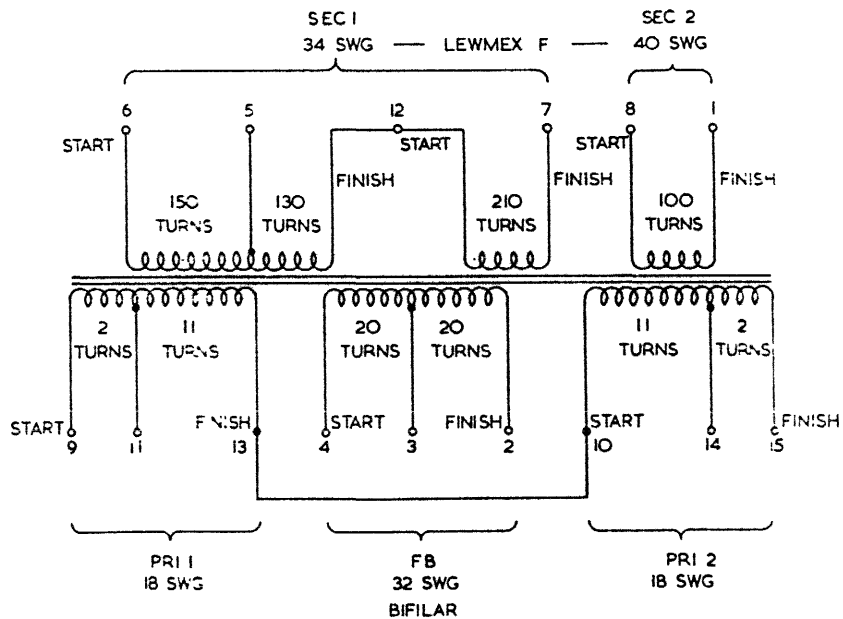 SEC 1 SEC 2
34 SWG — LEWMEX F — 40 SWG
6 5 12 7 8 1
START START START
FINISH FINISH FINISH
150 TURNS 130 TURNS 210 TURNS 100 TURNS
2 TURNS 11 TURNS 20 TURNS 20 TURNS 11 TURNS 2 TURNS
START FINISH START FINISH START FINISH
9 11 13 4 3 2 10 14 15
PRI 1 FB PRI 2
18 SWG 32 SWG 18 SWG
BIFILAR